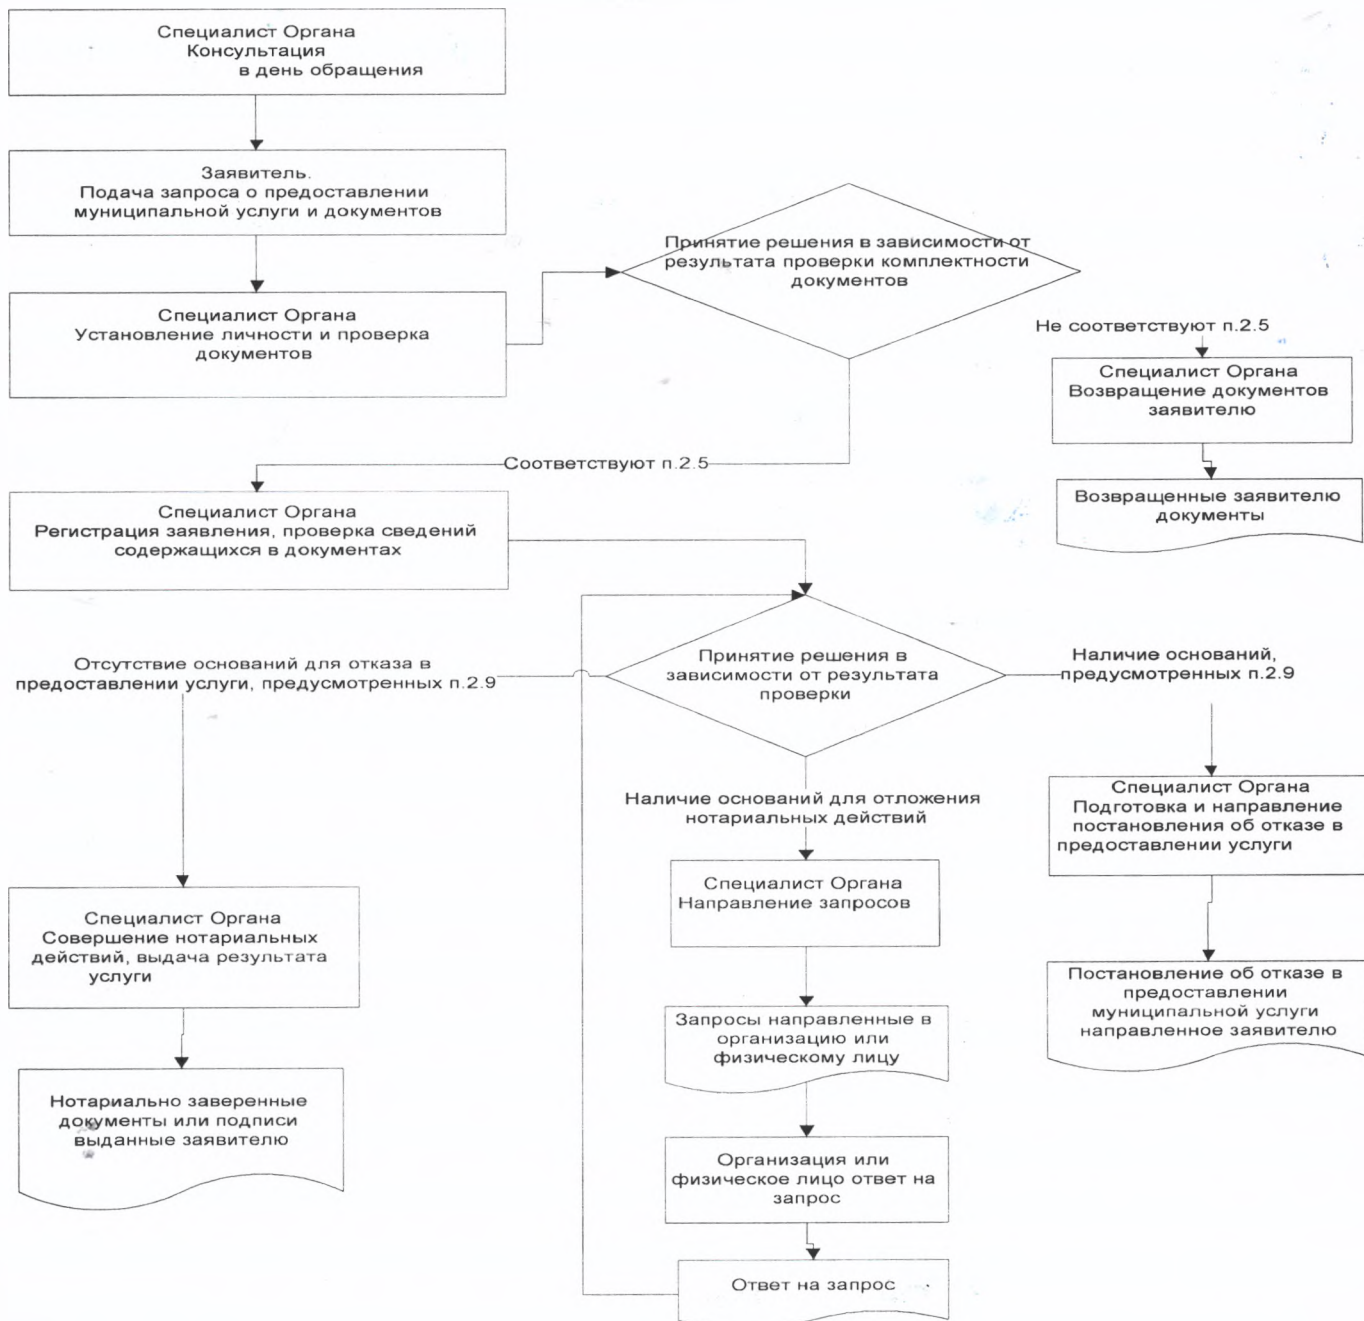 Специалист Органа
Консультация
в день обращения
Заявитель.
Подача запроса о предоставлении
муниципальной услуги и документов
Специалист Органа
Установление личности и проверка
документов
Принятие решения в зависимости от
результата проверки комплектности
документов
Не соответствуют п.2.5
Специалист Органа
Возвращение документов
заявителю
Возвращенные заявителю
документы
Соответствуют п.2.5
Специалист Органа
Регистрация заявления, проверка сведений
содержащихся в документах
Принятие решения в
зависимости от результата
проверки
Отсутствие оснований для отказа в
предоставлении услуги, предусмотренных п.2.9
Наличие оснований,
предусмотренных п.2.9
Наличие оснований для отложения
нотариальных действий
Специалист Органа
Подготовка и направление
постановления об отказе в
предоставлении услуги
Специалист Органа
Направление запросов
Специалист Органа
Совершение нотариальных
действий, выдача результата
услуги
Постановление об отказе в
предоставлении
муниципальной услуги
направленное заявителю
Запросы направленные в
организацию или
физическому лицу
Нотариально заверенные
документы или подписи
выданные заявителю
Организация или
физическое лицо ответ на
запрос
Ответ на запрос